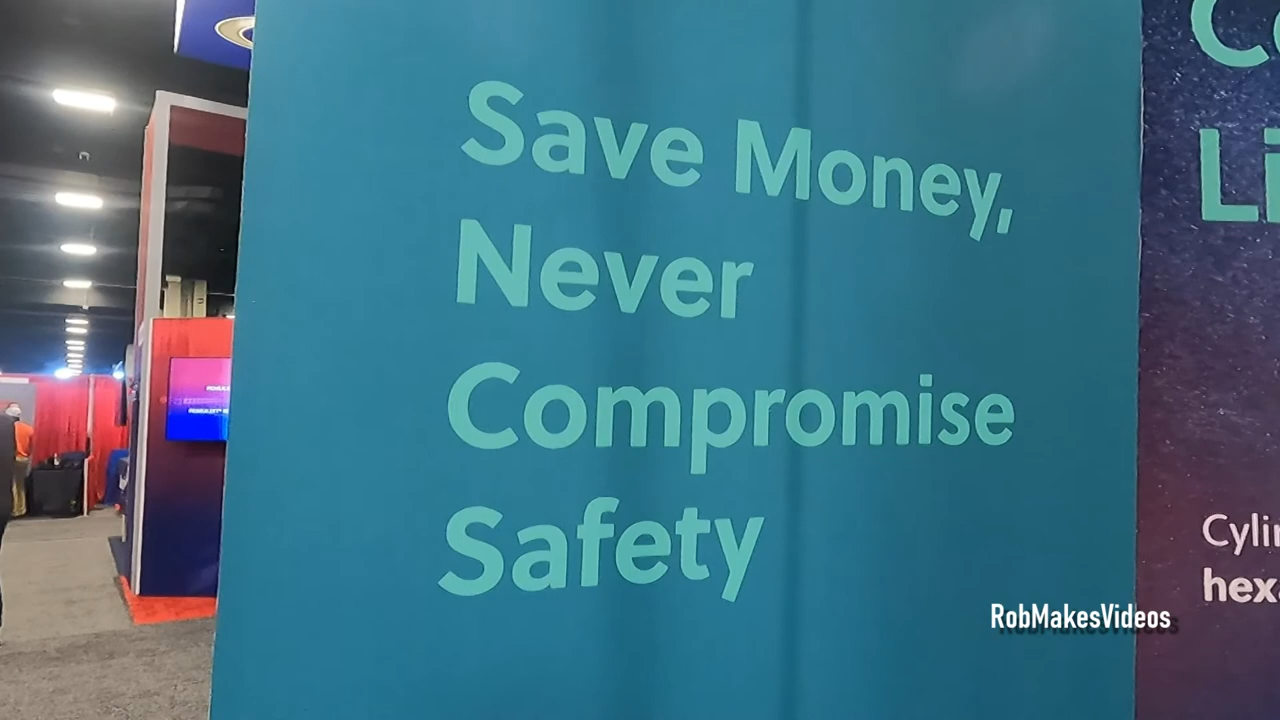 Save Money,
Never
Compromise
Safety
RobMakesVideos